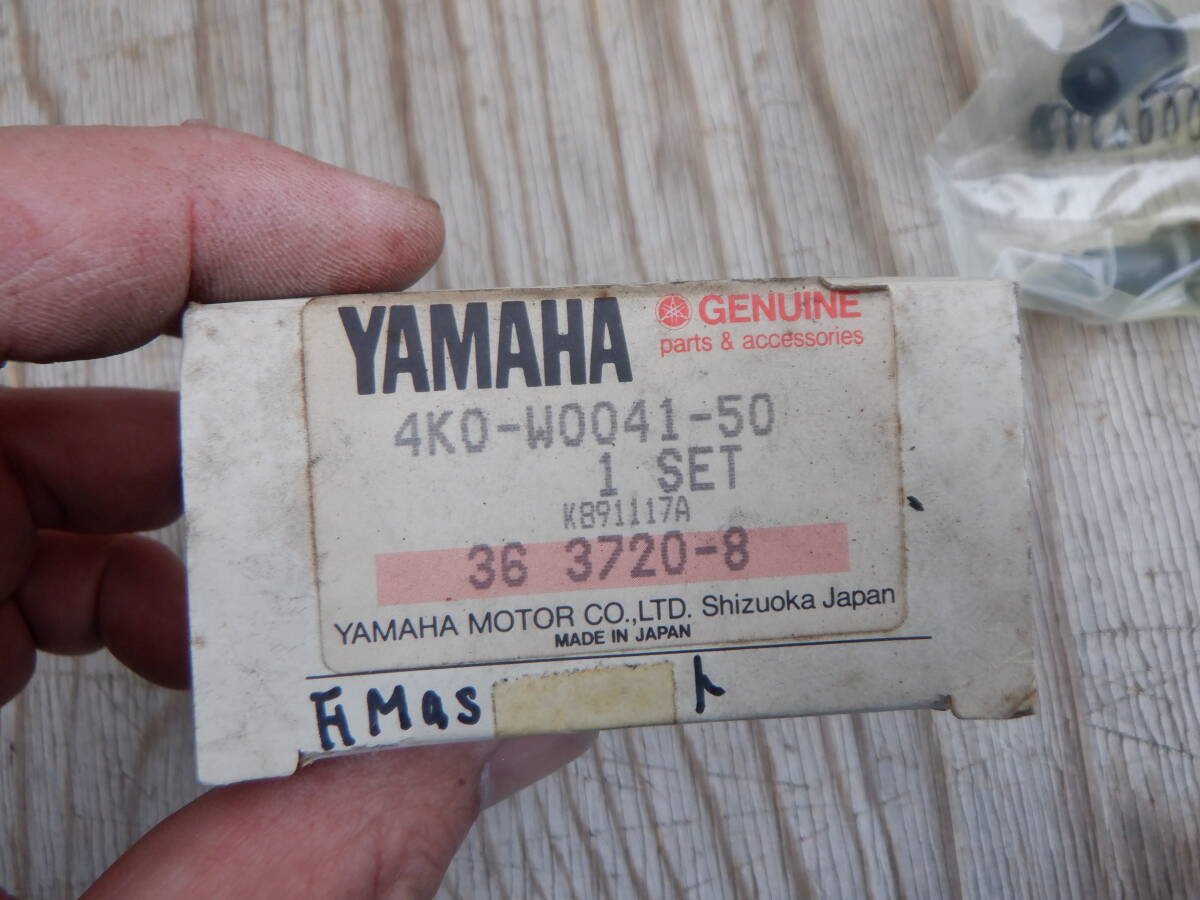 YAMAHA
GENUINE
parts & accessories
4K0-W0041-50
1 SET
K891117A
36 3720-8
YAMAHA MOTOR CO.,LTD. Shizuoka Japan
MADE IN JAPAN
Mas